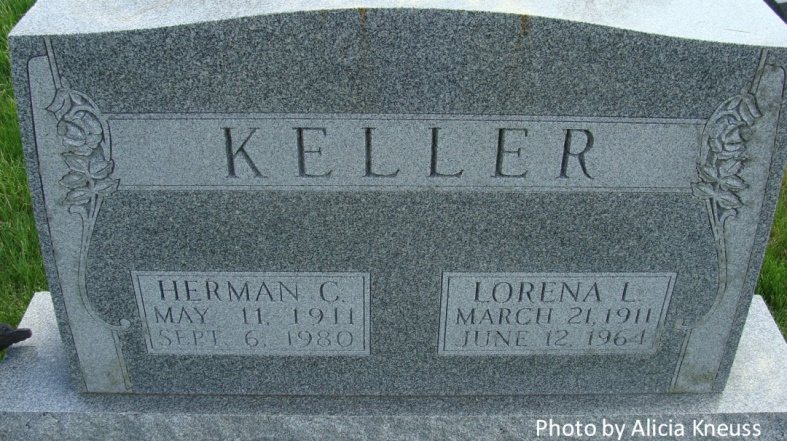 KELLER
HERMAN C.
MAY 11, 1911
SEPT. 6, 1980
LORENA L.
MARCH 21, 1911
JUNE 12, 1964
Photo by Alicia Kneuss